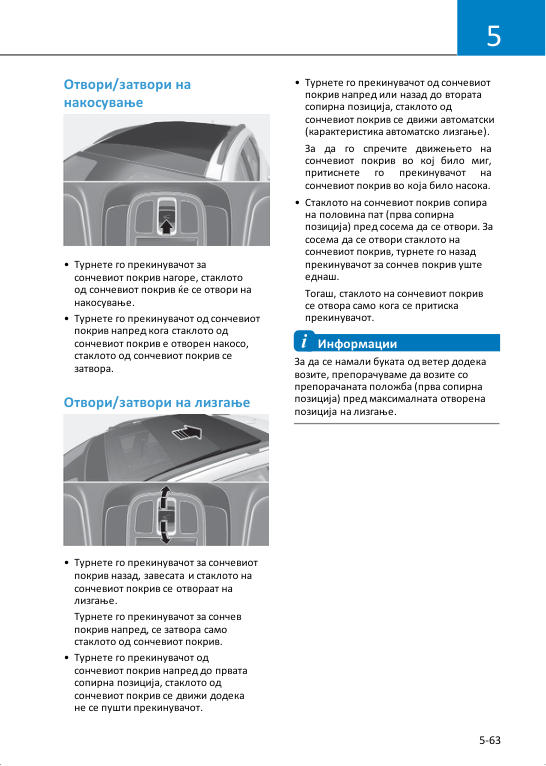 5
Отвори/затвори на
накосување
• Турнете го прекинувачот за
сончевиот покрив нагоре, стаклото
од сончевиот покрив ќе се отвори на
накосување.
• Турнете го прекинувачот од сончевиот
покрив напред кога стаклото од
сончевиот покрив е отворен накосо,
стаклото од сончевиот покрив се
затвора.
Отвори/затвори на лизгање
• Турнете го прекинувачот за сончевиот
покрив назад, завесата и стаклото на
сончевиот покрив се отвораат на
лизгање.
Турнете го прекинувачот за сончев
покрив напред, се затвора само
стаклото од сончевиот покрив.
• Турнете го прекинувачот од
сончевиот покрив напред до првата
сопирна позиција, стаклото од
сончевиот покрив се движи додека
не се пушти прекинувачот.
• Турнете го прекинувачот од сончевиот
покрив напред или назад до втората
сопирна позиција, стаклото од
сончевиот покрив се движи автоматски
(карактеристика автоматско лизгање).
За да го спречите движењето на
сончевиот покрив во кој било миг,
притиснете го прекинувачот на
сончевиот покрив во која било насока.
• Стаклото на сончевиот покрив сопира
на половина пат (прва сопирна
позиција) пред сосема да се отвори. За
сосема да се отвори стаклото на
сончевиот покрив, турнете го назад
прекинувачот за сончев покрив уште
еднаш.
Тогаш, стаклото на сончевиот покрив
се отвора само кога се притиска
прекинувачот.
i Информации
За да се намали буката од ветер додека
возите, препорачуваме да возите со
препорачаната положба (прва сопирна
позиција) пред максималната отворена
позиција на лизгање.
5-63